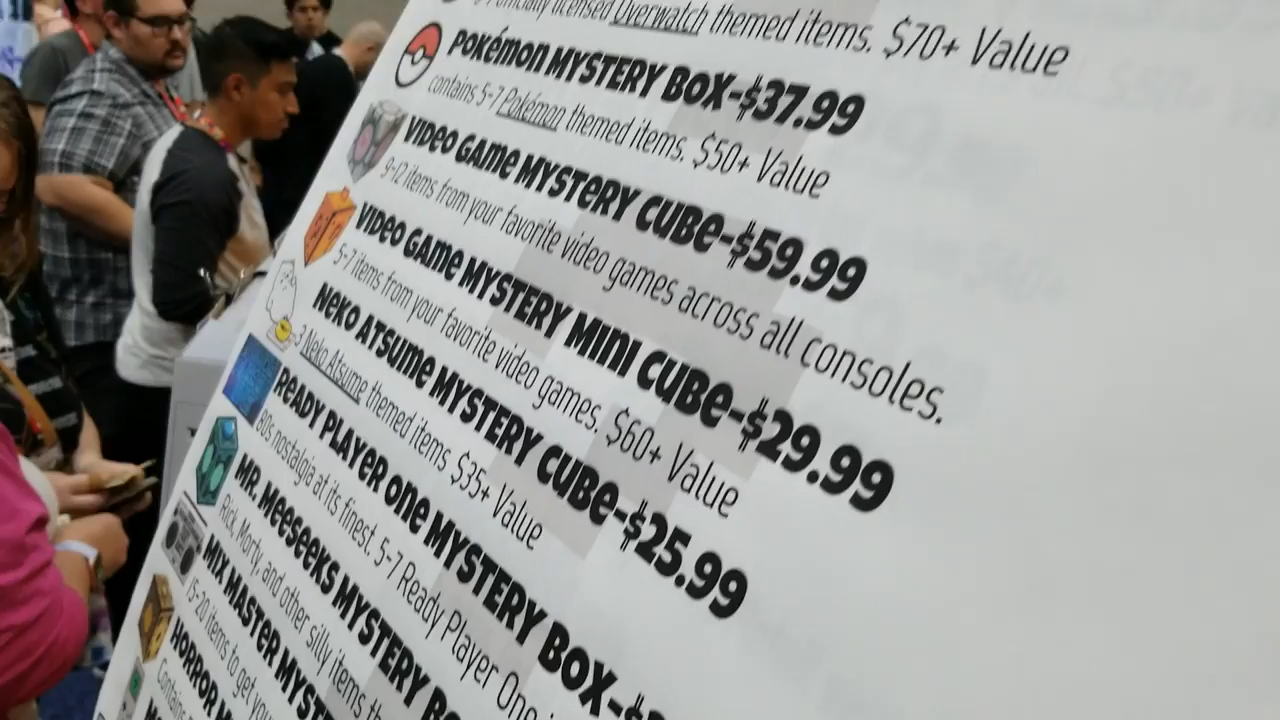 officially licensed Overwatch themed items. $70+ Value
POKéMON MYSTERY BOX-$37.99
contains 5-7 Pokémon themed items. $50+ Value
VIDEO GAME MYSTERY CUBE-$59.99
9-12 items from your favorite video games across all consoles.
VIDEO GAME MYSTERY MINI CUBE-$29.99
5-7 items from your favorite video games. $60+ Value
NEKO ATSUME MYSTERY CUBE-$25.99
3 Neko Atsume themed items $35+ Value
READY PLAYER ONE MYSTERY BOX-$
80s nostalgia at its finest. 5-7 Ready Player One
MR. MEESEEKS MYSTERY
Rick, Morty, and other silly items
MIX MASTER
15-20 items to get your
HORROR
Contains